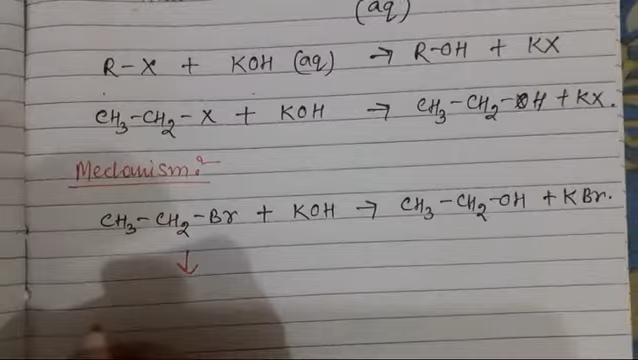 (aq)
R-X + KOH (aq) → R-OH + KX
CH₃-CH₂-X + KOH → CH₃-CH₂-OH + KX.
Mechanism:
CH₃-CH₂-Br + KOH → CH₃-CH₂-OH + KBr.
↓